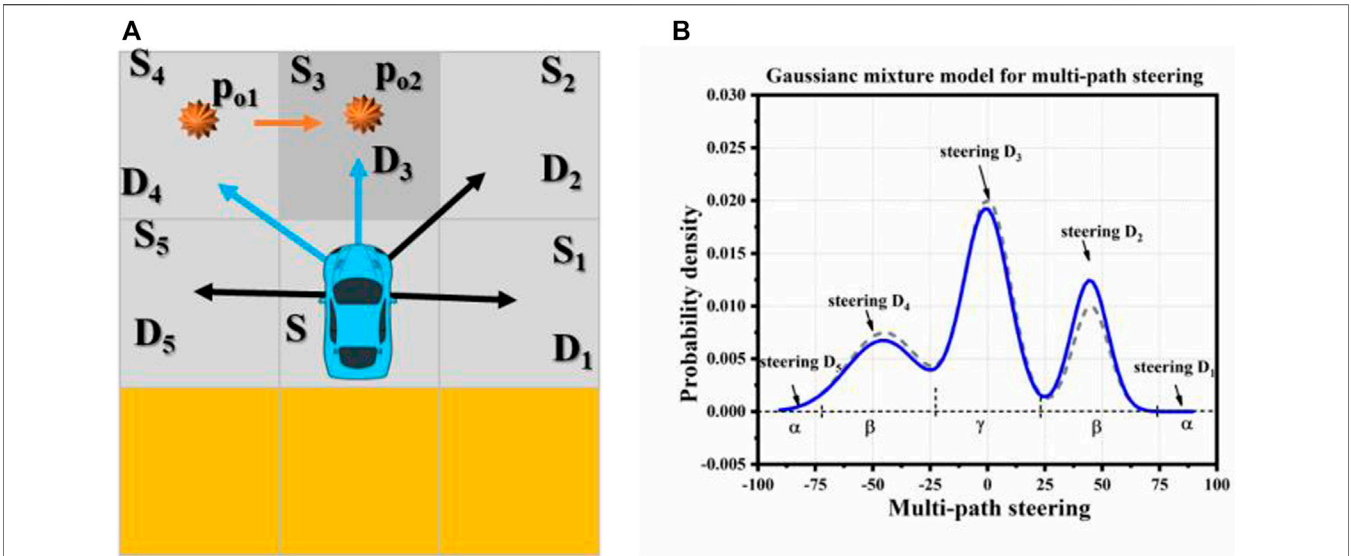 A
S₄
S₃
S₂
pₒ₁
pₒ₂
D₄
D₃
D₂
S₅
S₁
S
D₅
D₁
B
Gaussianc mixture model for multi-path steering
Probability density
0.030
0.025
0.020
0.015
0.010
0.005
0.000
-0.005
steering D₃
steering D₂
steering D₄
steering D₅
steering D₁
α
β
γ
β
α
-100 -75 -50 -25 0 25 50 75 100
Multi-path steering